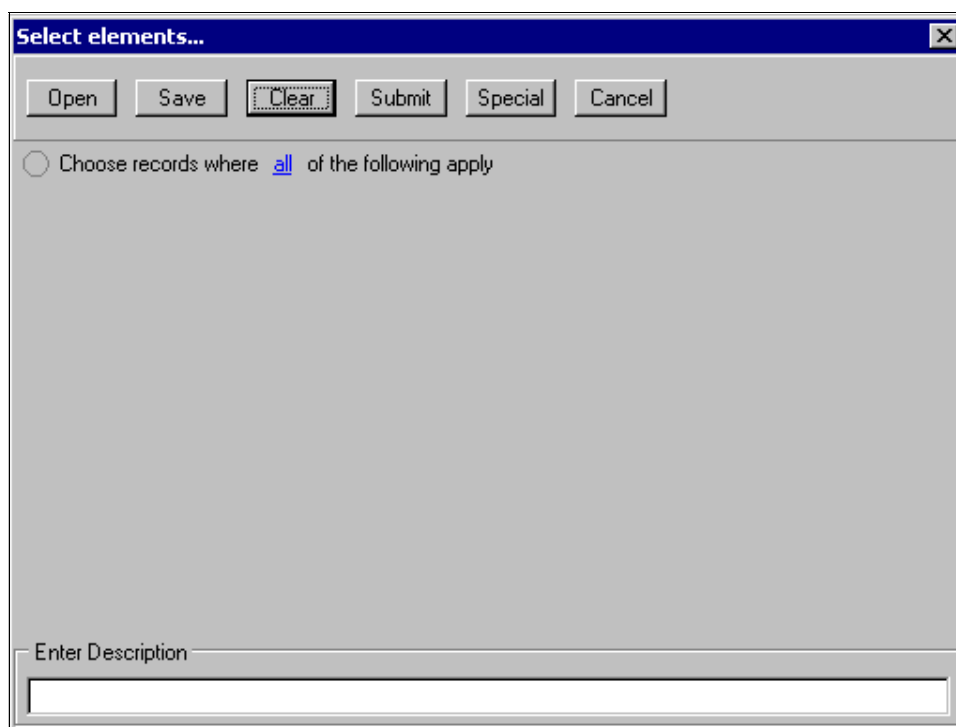 Select elements...
Open Save Clear Submit Special Cancel
Choose records where all of the following apply
Enter Description